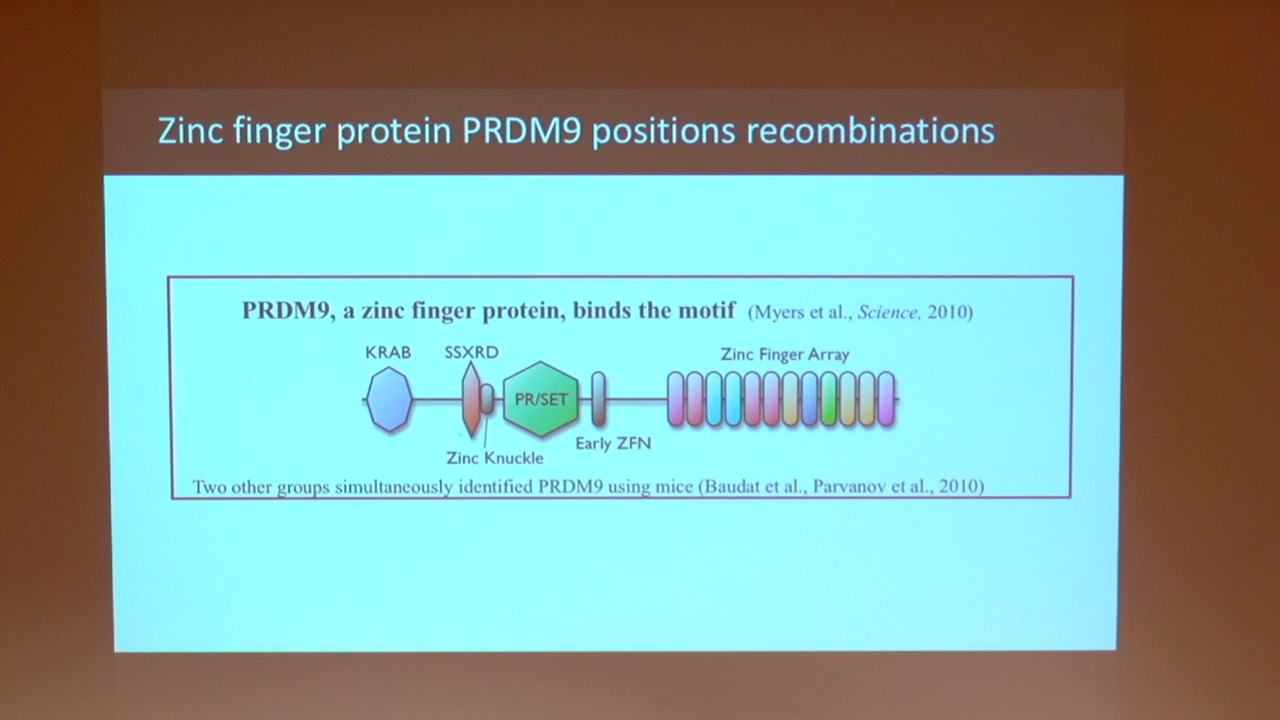 Zinc finger protein PRDM9 positions recombinations
PRDM9, a zinc finger protein, binds the motif (Myers et al., Science, 2010)
KRAB
SSXRD
Zinc Finger Array
PR/SET
Early ZFN
Zinc Knuckle
Two other groups simultaneously identified PRDM9 using mice (Baudat et al., Parvanov et al., 2010)